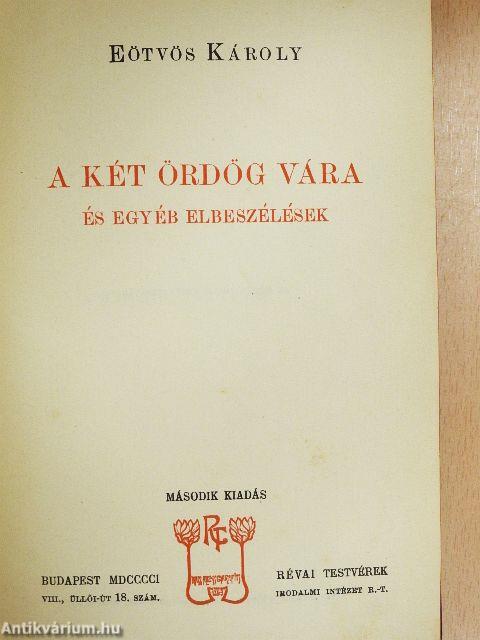 EÖTVÖS KÁROLY
A KÉT ÖRDÖG VÁRA
ÉS EGYÉB ELBESZÉLÉSEK
MÁSODIK KIADÁS
BUDAPEST MDCCCCI
VIII., ÜLLŐI-ÚT 18. SZÁM.
RÉVAI TESTVÉREK
IRODALMI INTÉZET R.-T.
Antikvárium.hu